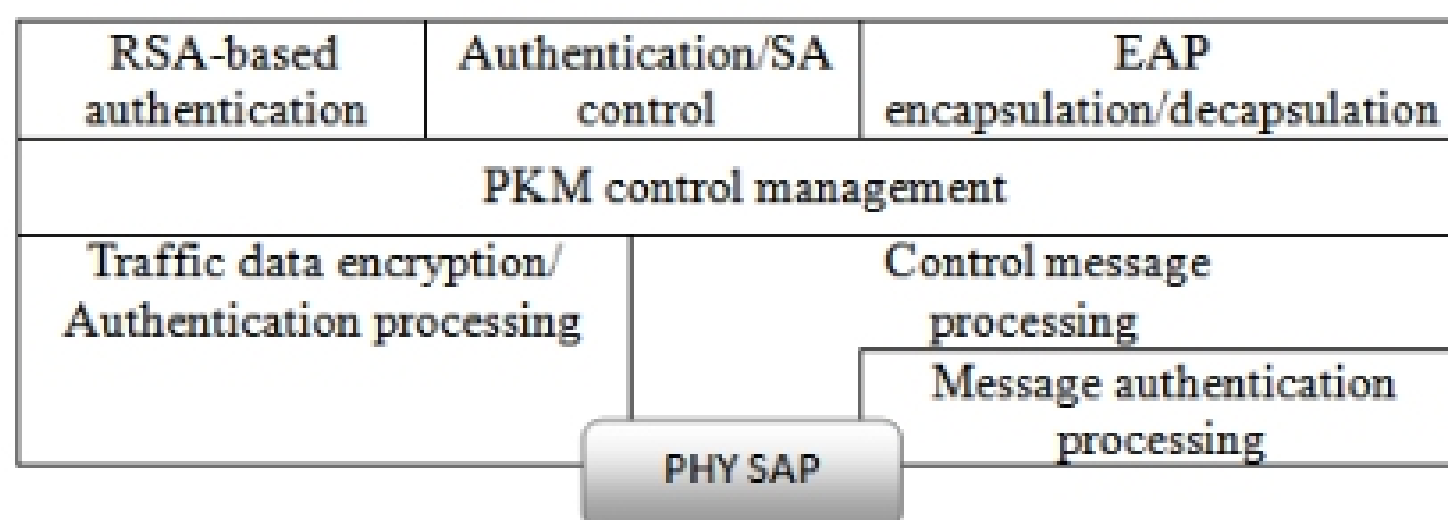 RSA-based
authentication
Authentication/SA
control
EAP
encapsulation/decapsulation
PKM control management
Traffic data encryption/
Authentication processing
Control message
processing
Message authentication
processing
PHY SAP